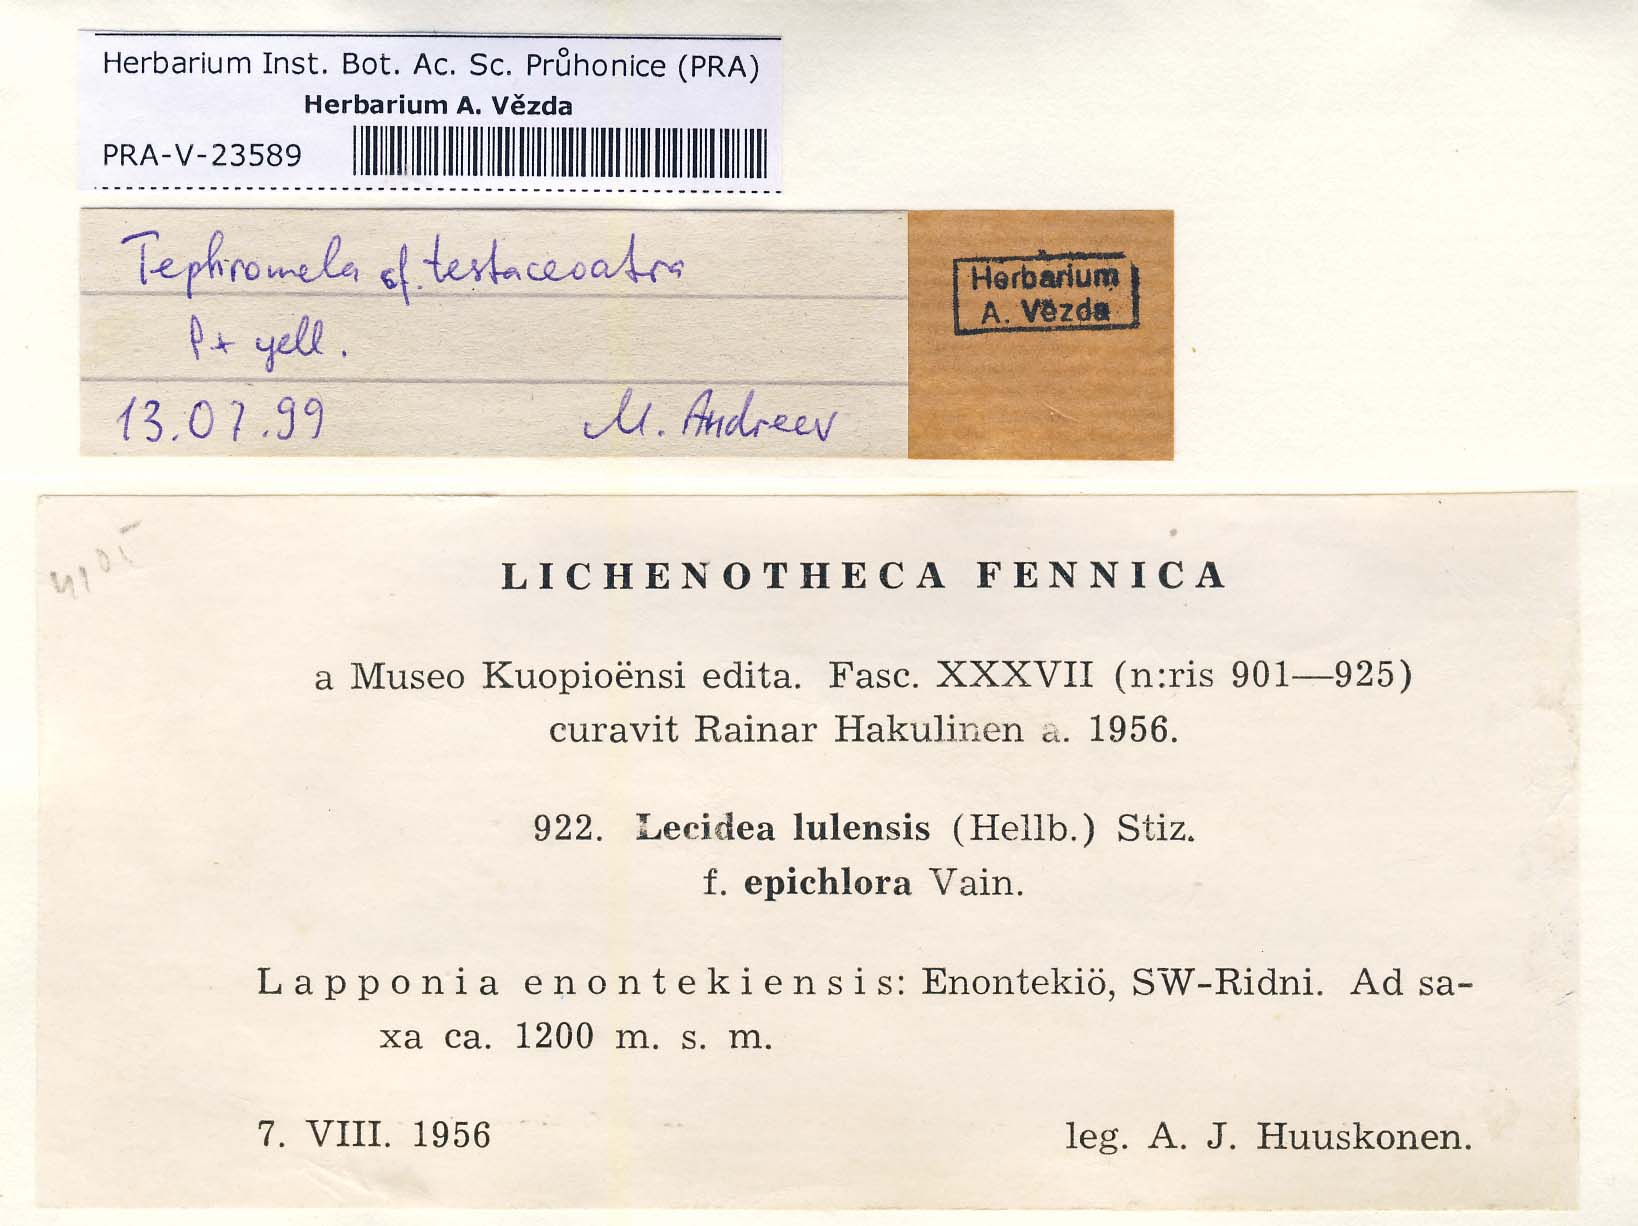 Herbarium Inst. Bot. Ac. Sc. Průhonice (PRA)
Herbarium A. Vězda
PRA-V-23589
Tephromela cf. testaceoatra
P+ yell.
13.07.99 M. Andreev
Herbarium
A. Vězda
LICHENOTHECA FENNICA
a Museo Kuopioënsi edita. Fasc. XXXVII (n:ris 901—925)
curavit Rainar Hakulinen a. 1956.
922. Lecidea lulensis (Hellb.) Stiz.
f. epichlora Vain.
Lapponia enontekiensis: Enontekiö, SW-Ridni. Ad sa-
xa ca. 1200 m. s. m.
7. VIII. 1956 leg. A. J. Huuskonen.